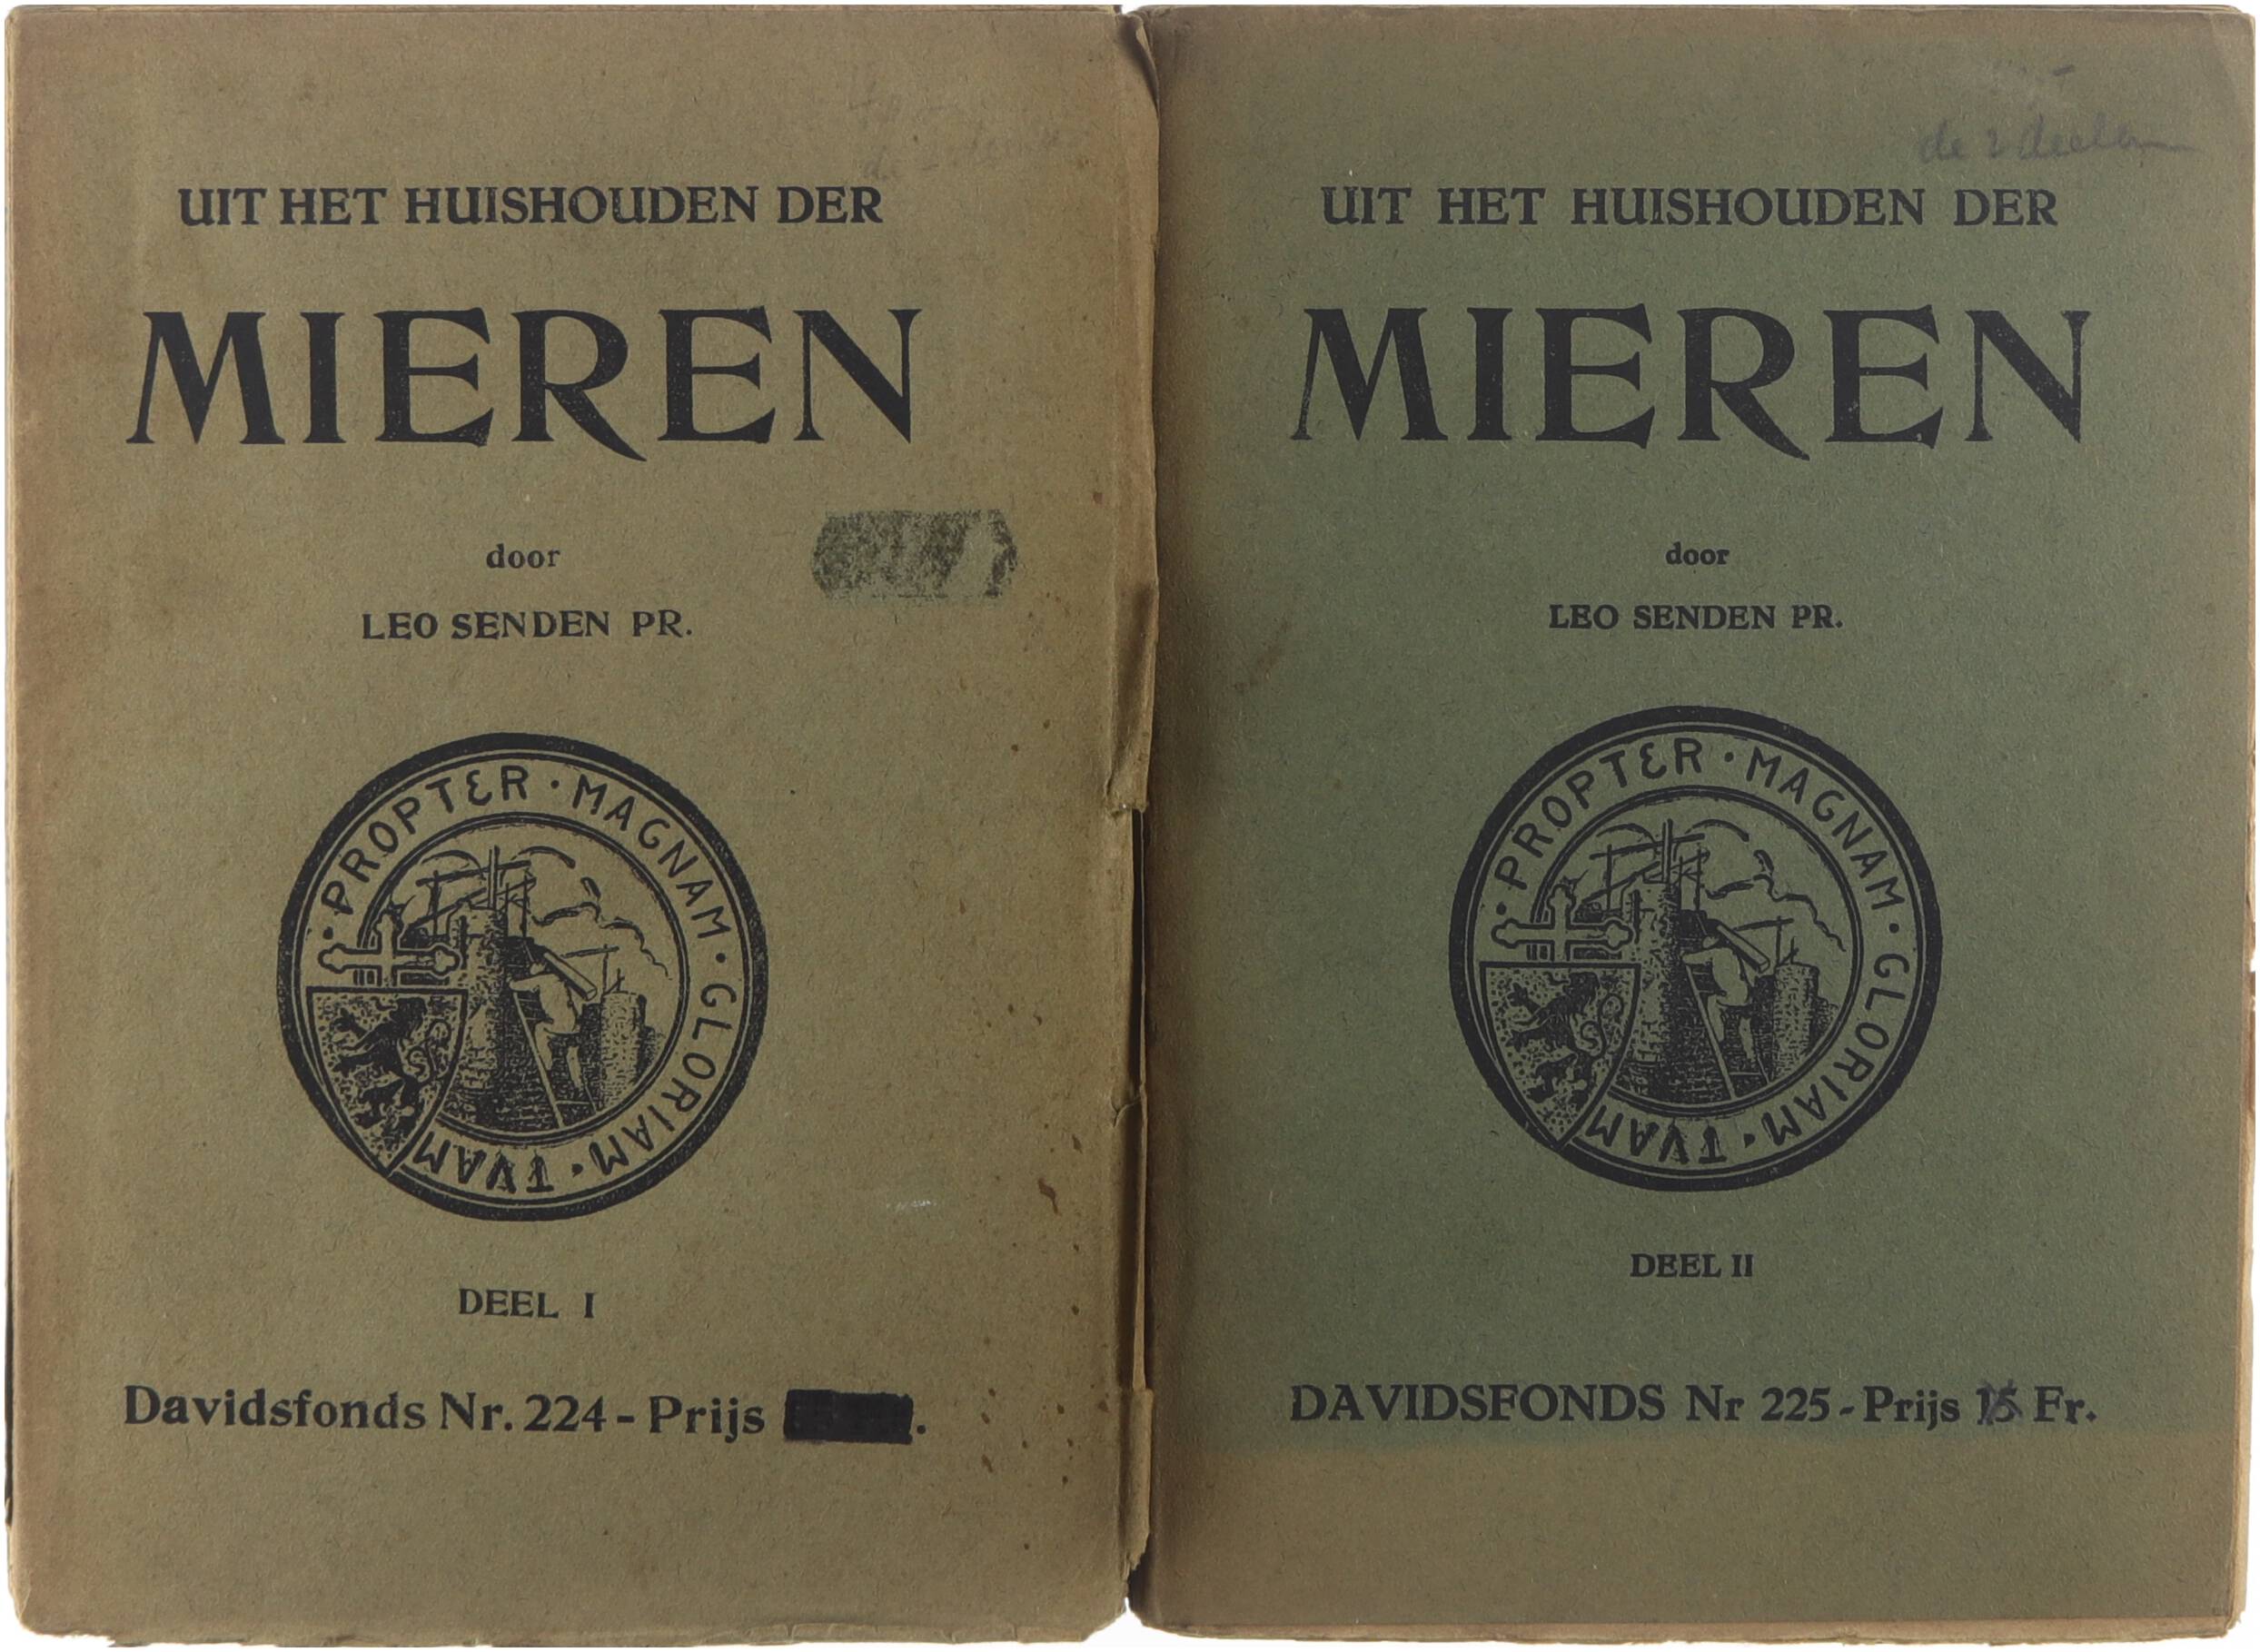 UIT HET HUISHOUDEN DER
MIEREN
door
LEO SENDEN PR.
· PROPTER · MAGNAM · GLORIAM · TVAM
DEEL I
Davidsfonds Nr. 224 - Prijs
de 2 deelen
UIT HET HUISHOUDEN DER
MIEREN
door
LEO SENDEN PR.
· PROPTER · MAGNAM · GLORIAM · TVAM
DEEL II
DAVIDSFONDS Nr 225 - Prijs 15 Fr.